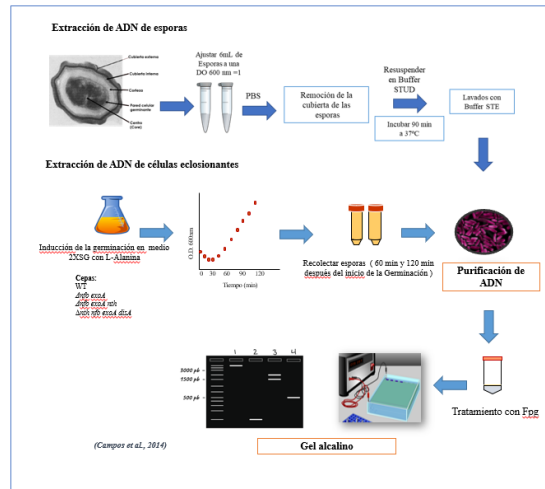 Extracción de ADN de esporas
Cubierta externa
Cubierta interna
Corteza
Pared celular
germinante
Centro
(Core)
Ajustar 6mL de
Esporas a una
DO 600 nm =1
PBS
Remoción de la
cubierta de las
esporas
Resuspender
en Buffer
STUD
Incubar 90 min
a 37ºC
Lavados con
Buffer STE
Extracción de ADN de células eclosionantes
Inducción de la germinación en medio
2XSG con L-Alanina
Cepas:
WT
Δnfo exoA
Δnfo exoA nth
Δnth nfo exoA disA
O.D. 600nm
0 30 60 90 120
Tiempo (min)
Recolectar esporas ( 60 min y 120 min
después del inicio de la Germinación )
Purificación de
ADN
Tratamiento con Fpg
1 2 3 4
3000 pb
1500 pb
500 pb
Gel alcalino
(Campos et al., 2014)